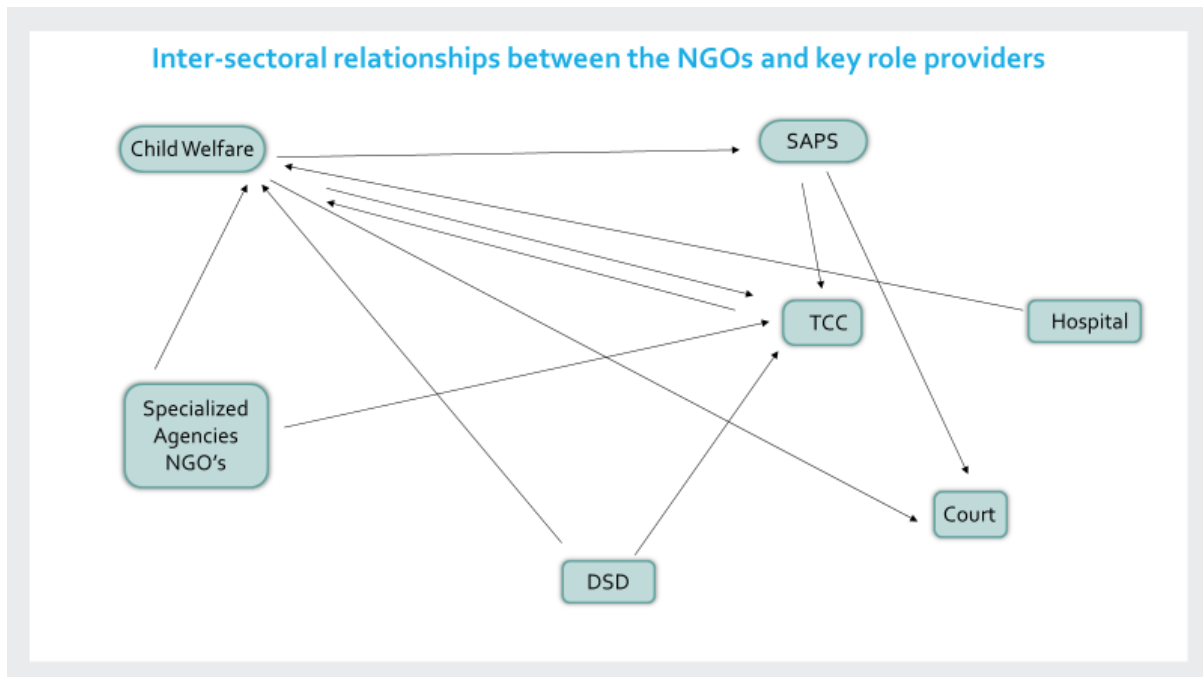 Inter-sectoral relationships between the NGOs and key role providers
Child Welfare
SAPS
TCC
Hospital
Specialized
Agencies
NGO's
Court
DSD